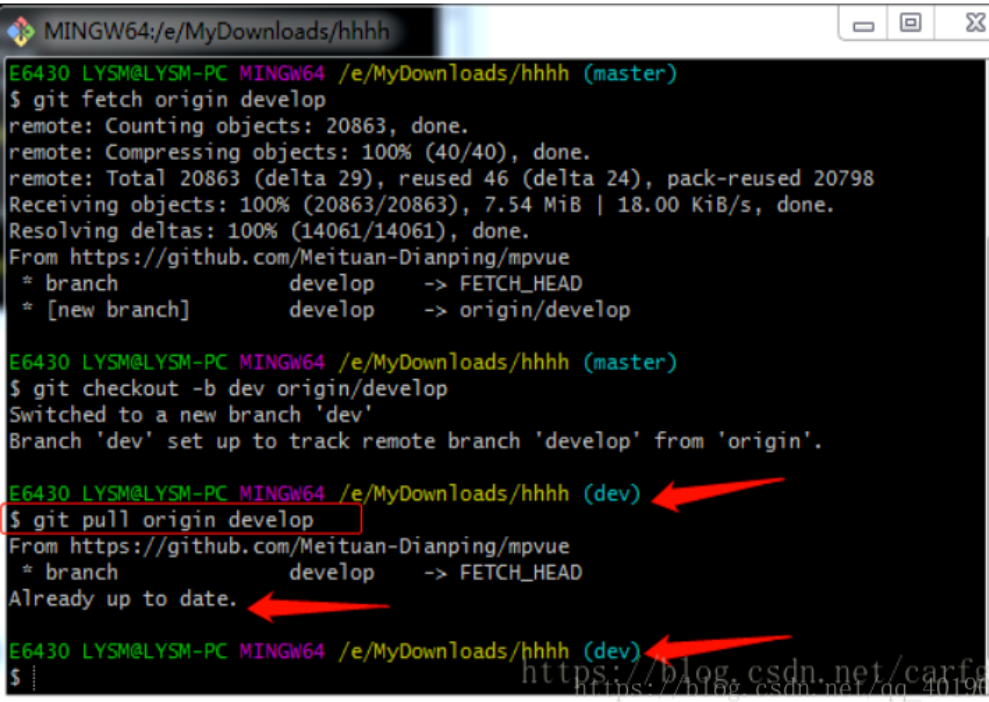 MINGW64:/e/MyDownloads/hhhh
E6430 LYSM@LYSM-PC MINGW64 /e/MyDownloads/hhhh (master)
$ git fetch origin develop
remote: Counting objects: 20863, done.
remote: Compressing objects: 100% (40/40), done.
remote: Total 20863 (delta 29), reused 46 (delta 24), pack-reused 20798
Receiving objects: 100% (20863/20863), 7.54 MiB | 18.00 KiB/s, done.
Resolving deltas: 100% (14061/14061), done.
From https://github.com/Meituan-Dianping/mpvue
 * branch            develop    -> FETCH_HEAD
 * [new branch]      develop    -> origin/develop
E6430 LYSM@LYSM-PC MINGW64 /e/MyDownloads/hhhh (master)
$ git checkout -b dev origin/develop
Switched to a new branch 'dev'
Branch 'dev' set up to track remote branch 'develop' from 'origin'.
E6430 LYSM@LYSM-PC MINGW64 /e/MyDownloads/hhhh (dev)
$ git pull origin develop
From https://github.com/Meituan-Dianping/mpvue
 * branch            develop    -> FETCH_HEAD
Already up to date.
E6430 LYSM@LYSM-PC MINGW64 /e/MyDownloads/hhhh (dev)
$
https://blog.csdn.net/carfg
https://blog.csdn.net/qq_40196